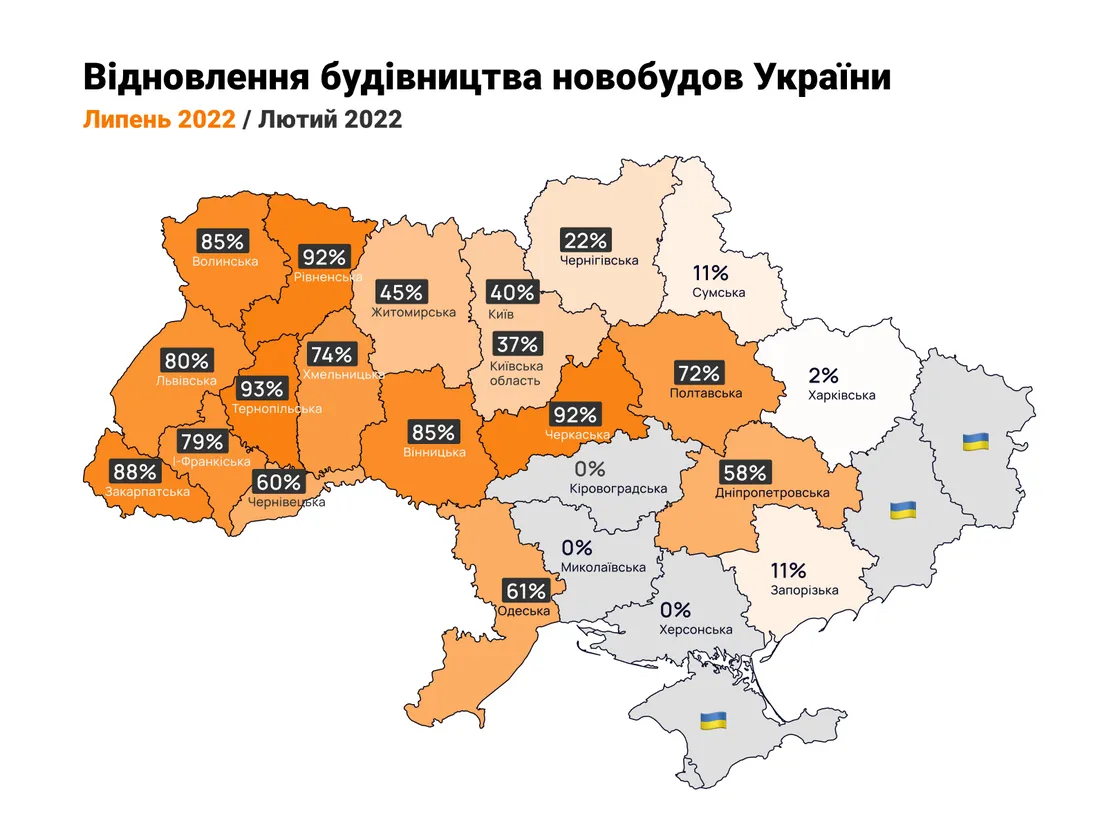 Відновлення будівництва новобудов України
Липень 2022 / Лютий 2022
85%
Волинська
92%
Рівненська
45%
Житомирська
40%
Київ
37%
Київська
область
22%
Чернігівська
11%
Сумська
80%
Львівська
93%
Тернопільська
74%
Хмельницька
72%
Полтавська
2%
Харківська
79%
І-Франкіська
88%
Закарпатська
60%
Чернівецька
85%
Вінницька
92%
Черкаська
0%
Кіровоградська
58%
Дніпропетровська
0%
Миколаївська
61%
Одеська
11%
Запорізька
0%
Херсонська